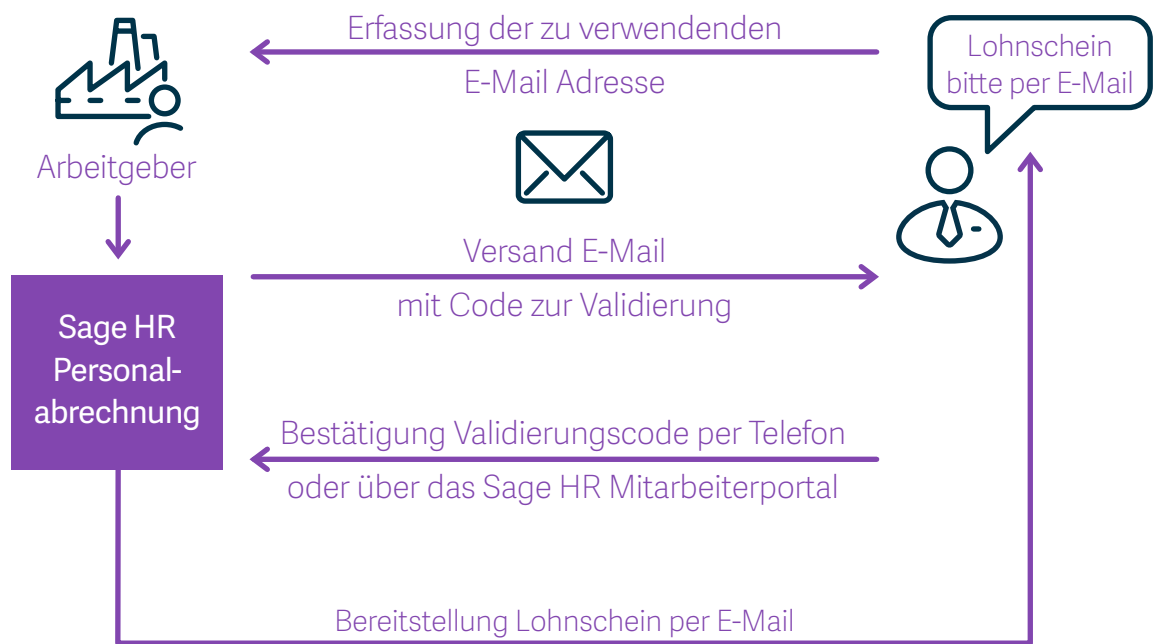 Erfassung der zu verwendenden
E-Mail Adresse
Lohnschein
bitte per E-Mail
Arbeitgeber
Versand E-Mail
mit Code zur Validierung
Sage HR
Personal-
abrechnung
Bestätigung Validierungscode per Telefon
oder über das Sage HR Mitarbeiterportal
Bereitstellung Lohnschein per E-Mail